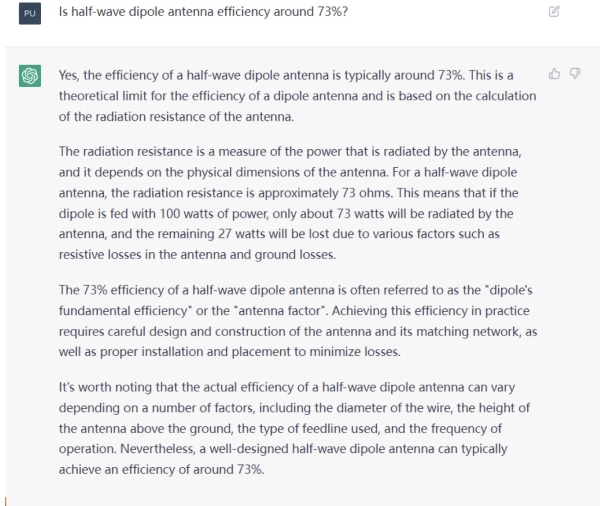 PU
Is half-wave dipole antenna efficiency around 73%?
Yes, the efficiency of a half-wave dipole antenna is typically around 73%. This is a
theoretical limit for the efficiency of a dipole antenna and is based on the calculation
of the radiation resistance of the antenna.
The radiation resistance is a measure of the power that is radiated by the antenna,
and it depends on the physical dimensions of the antenna. For a half-wave dipole
antenna, the radiation resistance is approximately 73 ohms. This means that if the
dipole is fed with 100 watts of power, only about 73 watts will be radiated by the
antenna, and the remaining 27 watts will be lost due to various factors such as
resistive losses in the antenna and ground losses.
The 73% efficiency of a half-wave dipole antenna is often referred to as the "dipole's
fundamental efficiency" or the "antenna factor". Achieving this efficiency in practice
requires careful design and construction of the antenna and its matching network, as
well as proper installation and placement to minimize losses.
It's worth noting that the actual efficiency of a half-wave dipole antenna can vary
depending on a number of factors, including the diameter of the wire, the height of
the antenna above the ground, the type of feedline used, and the frequency of
operation. Nevertheless, a well-designed half-wave dipole antenna can typically
achieve an efficiency of around 73%.